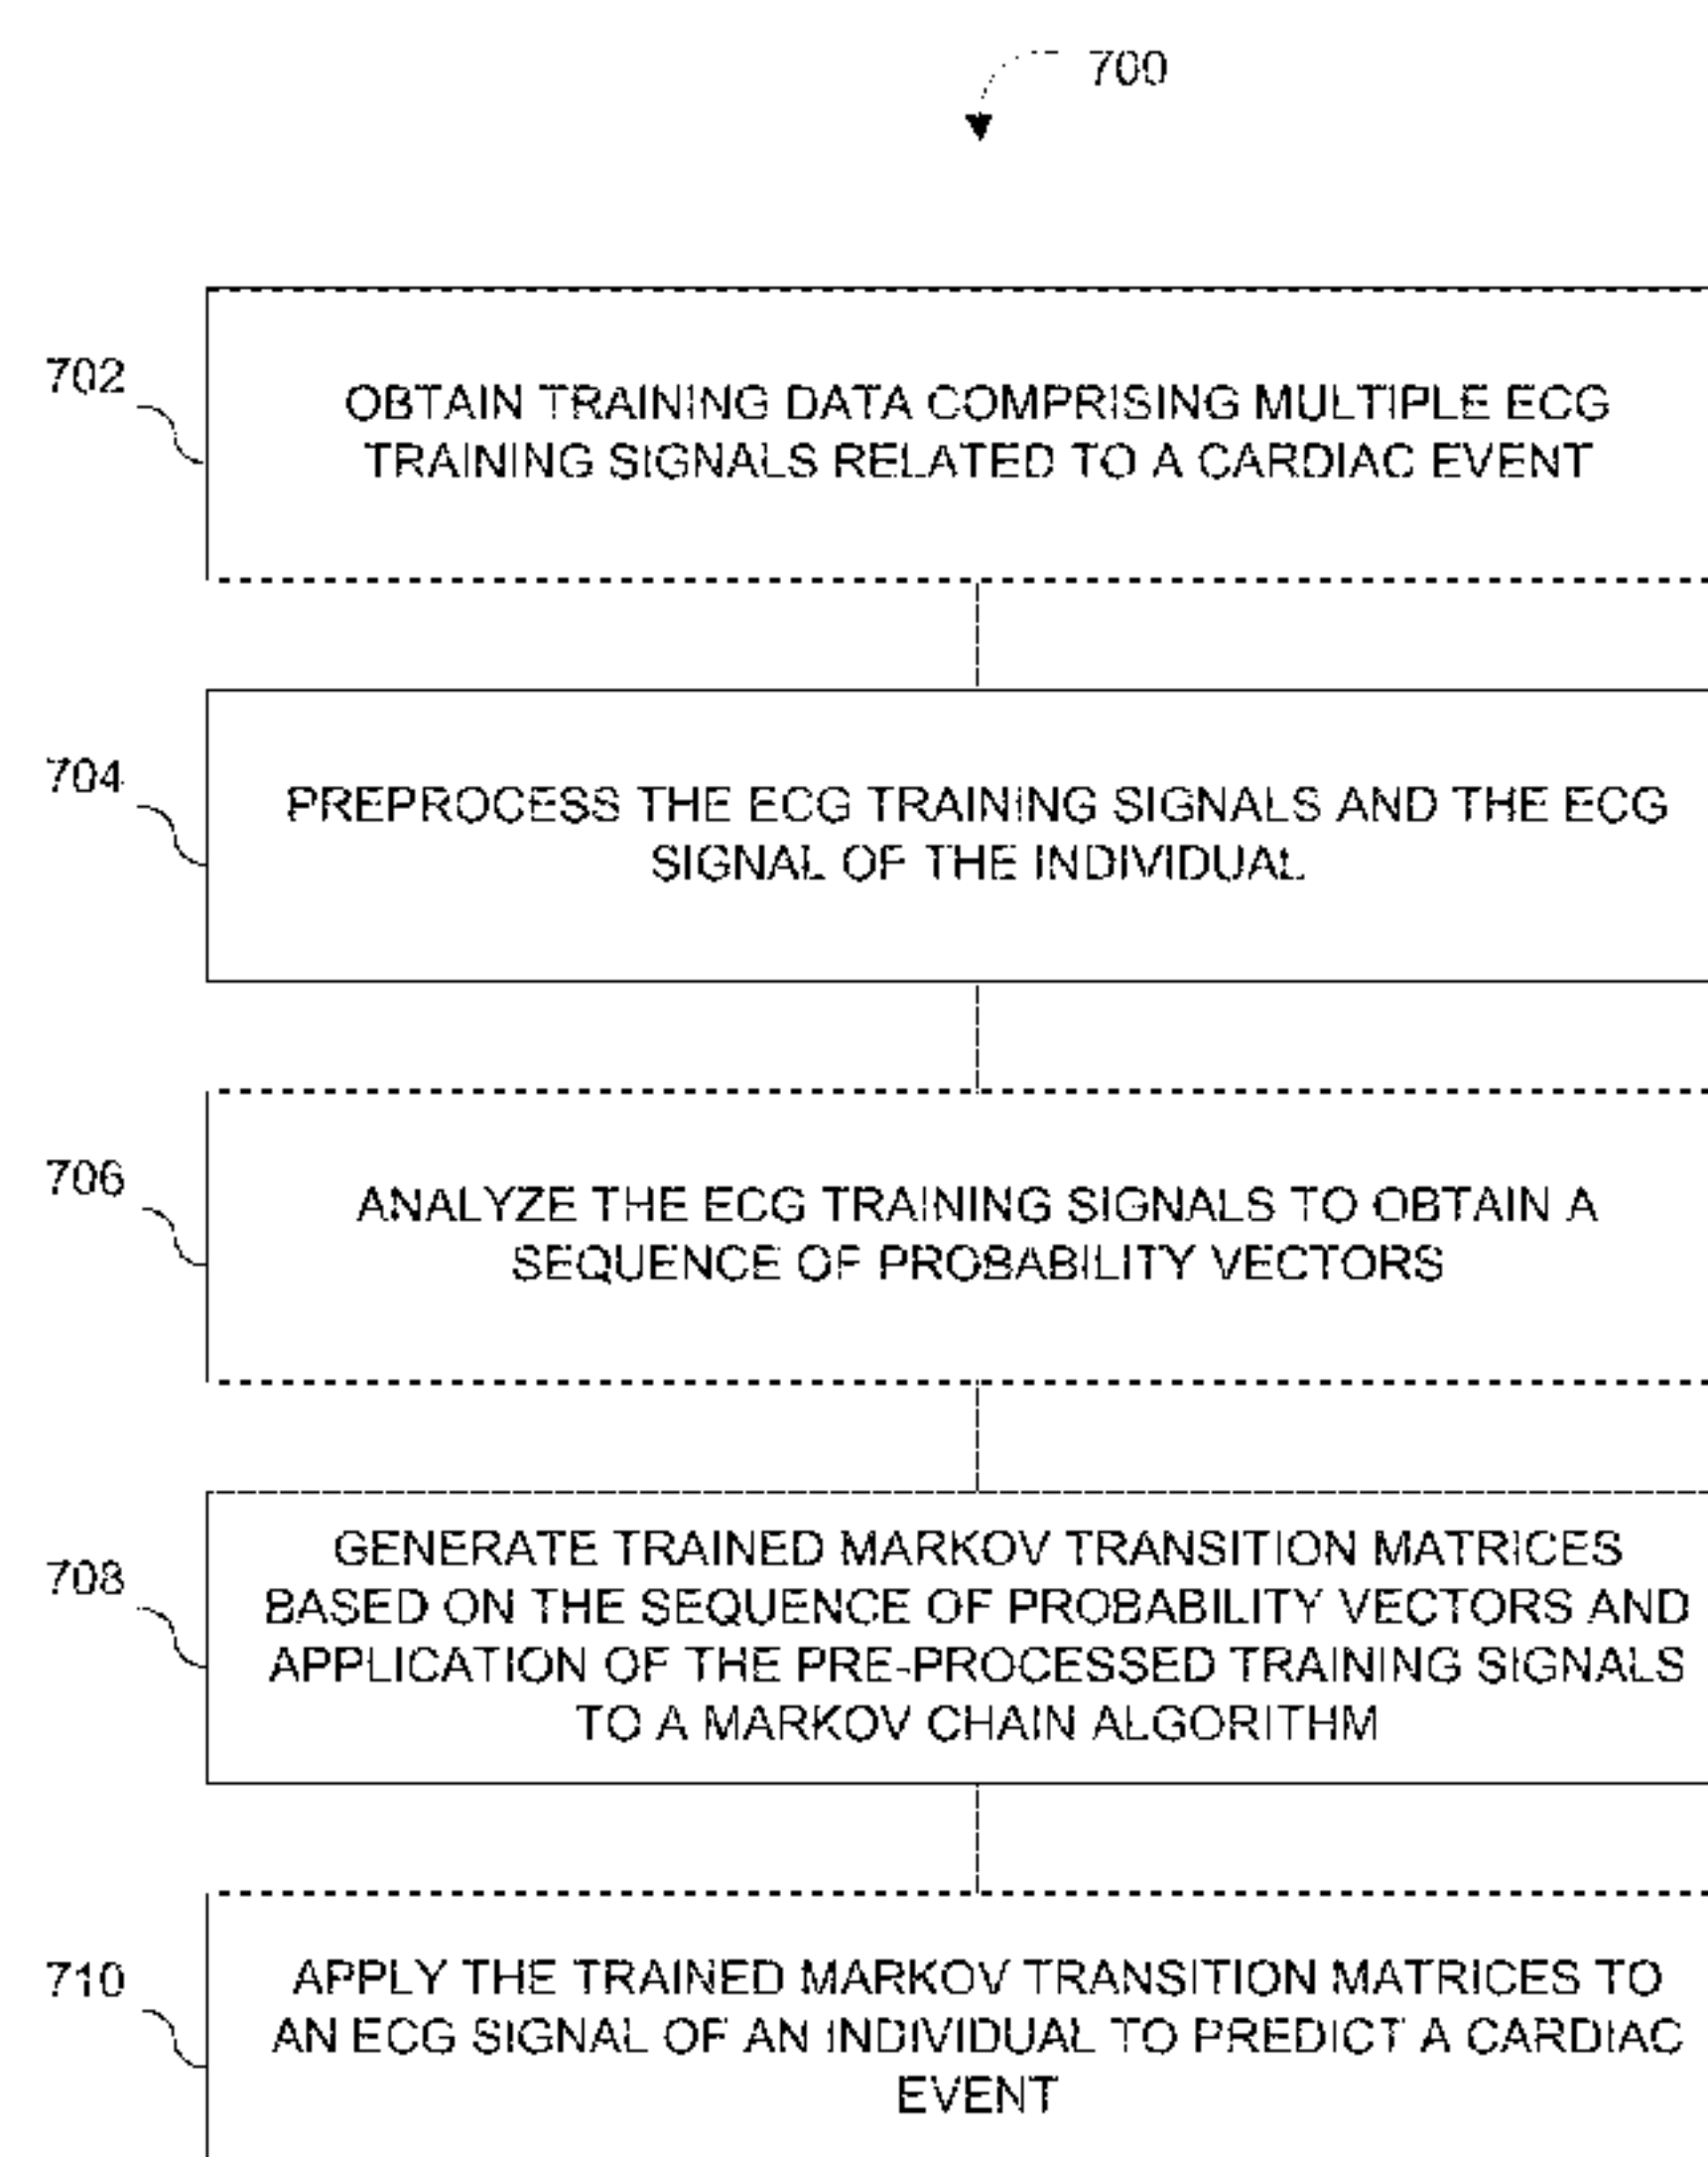 700
702
OBTAIN TRAINING DATA COMPRISING MULTIPLE ECG
TRAINING SIGNALS RELATED TO A CARDIAC EVENT
704
PREPROCESS THE ECG TRAINING SIGNALS AND THE ECG
SIGNAL OF THE INDIVIDUAL
706
ANALYZE THE ECG TRAINING SIGNALS TO OBTAIN A
SEQUENCE OF PROBABILITY VECTORS
708
GENERATE TRAINED MARKOV TRANSITION MATRICES
BASED ON THE SEQUENCE OF PROBABILITY VECTORS AND
APPLICATION OF THE PRE-PROCESSED TRAINING SIGNALS
TO A MARKOV CHAIN ALGORITHM
710
APPLY THE TRAINED MARKOV TRANSITION MATRICES TO
AN ECG SIGNAL OF AN INDIVIDUAL TO PREDICT A CARDIAC
EVENT